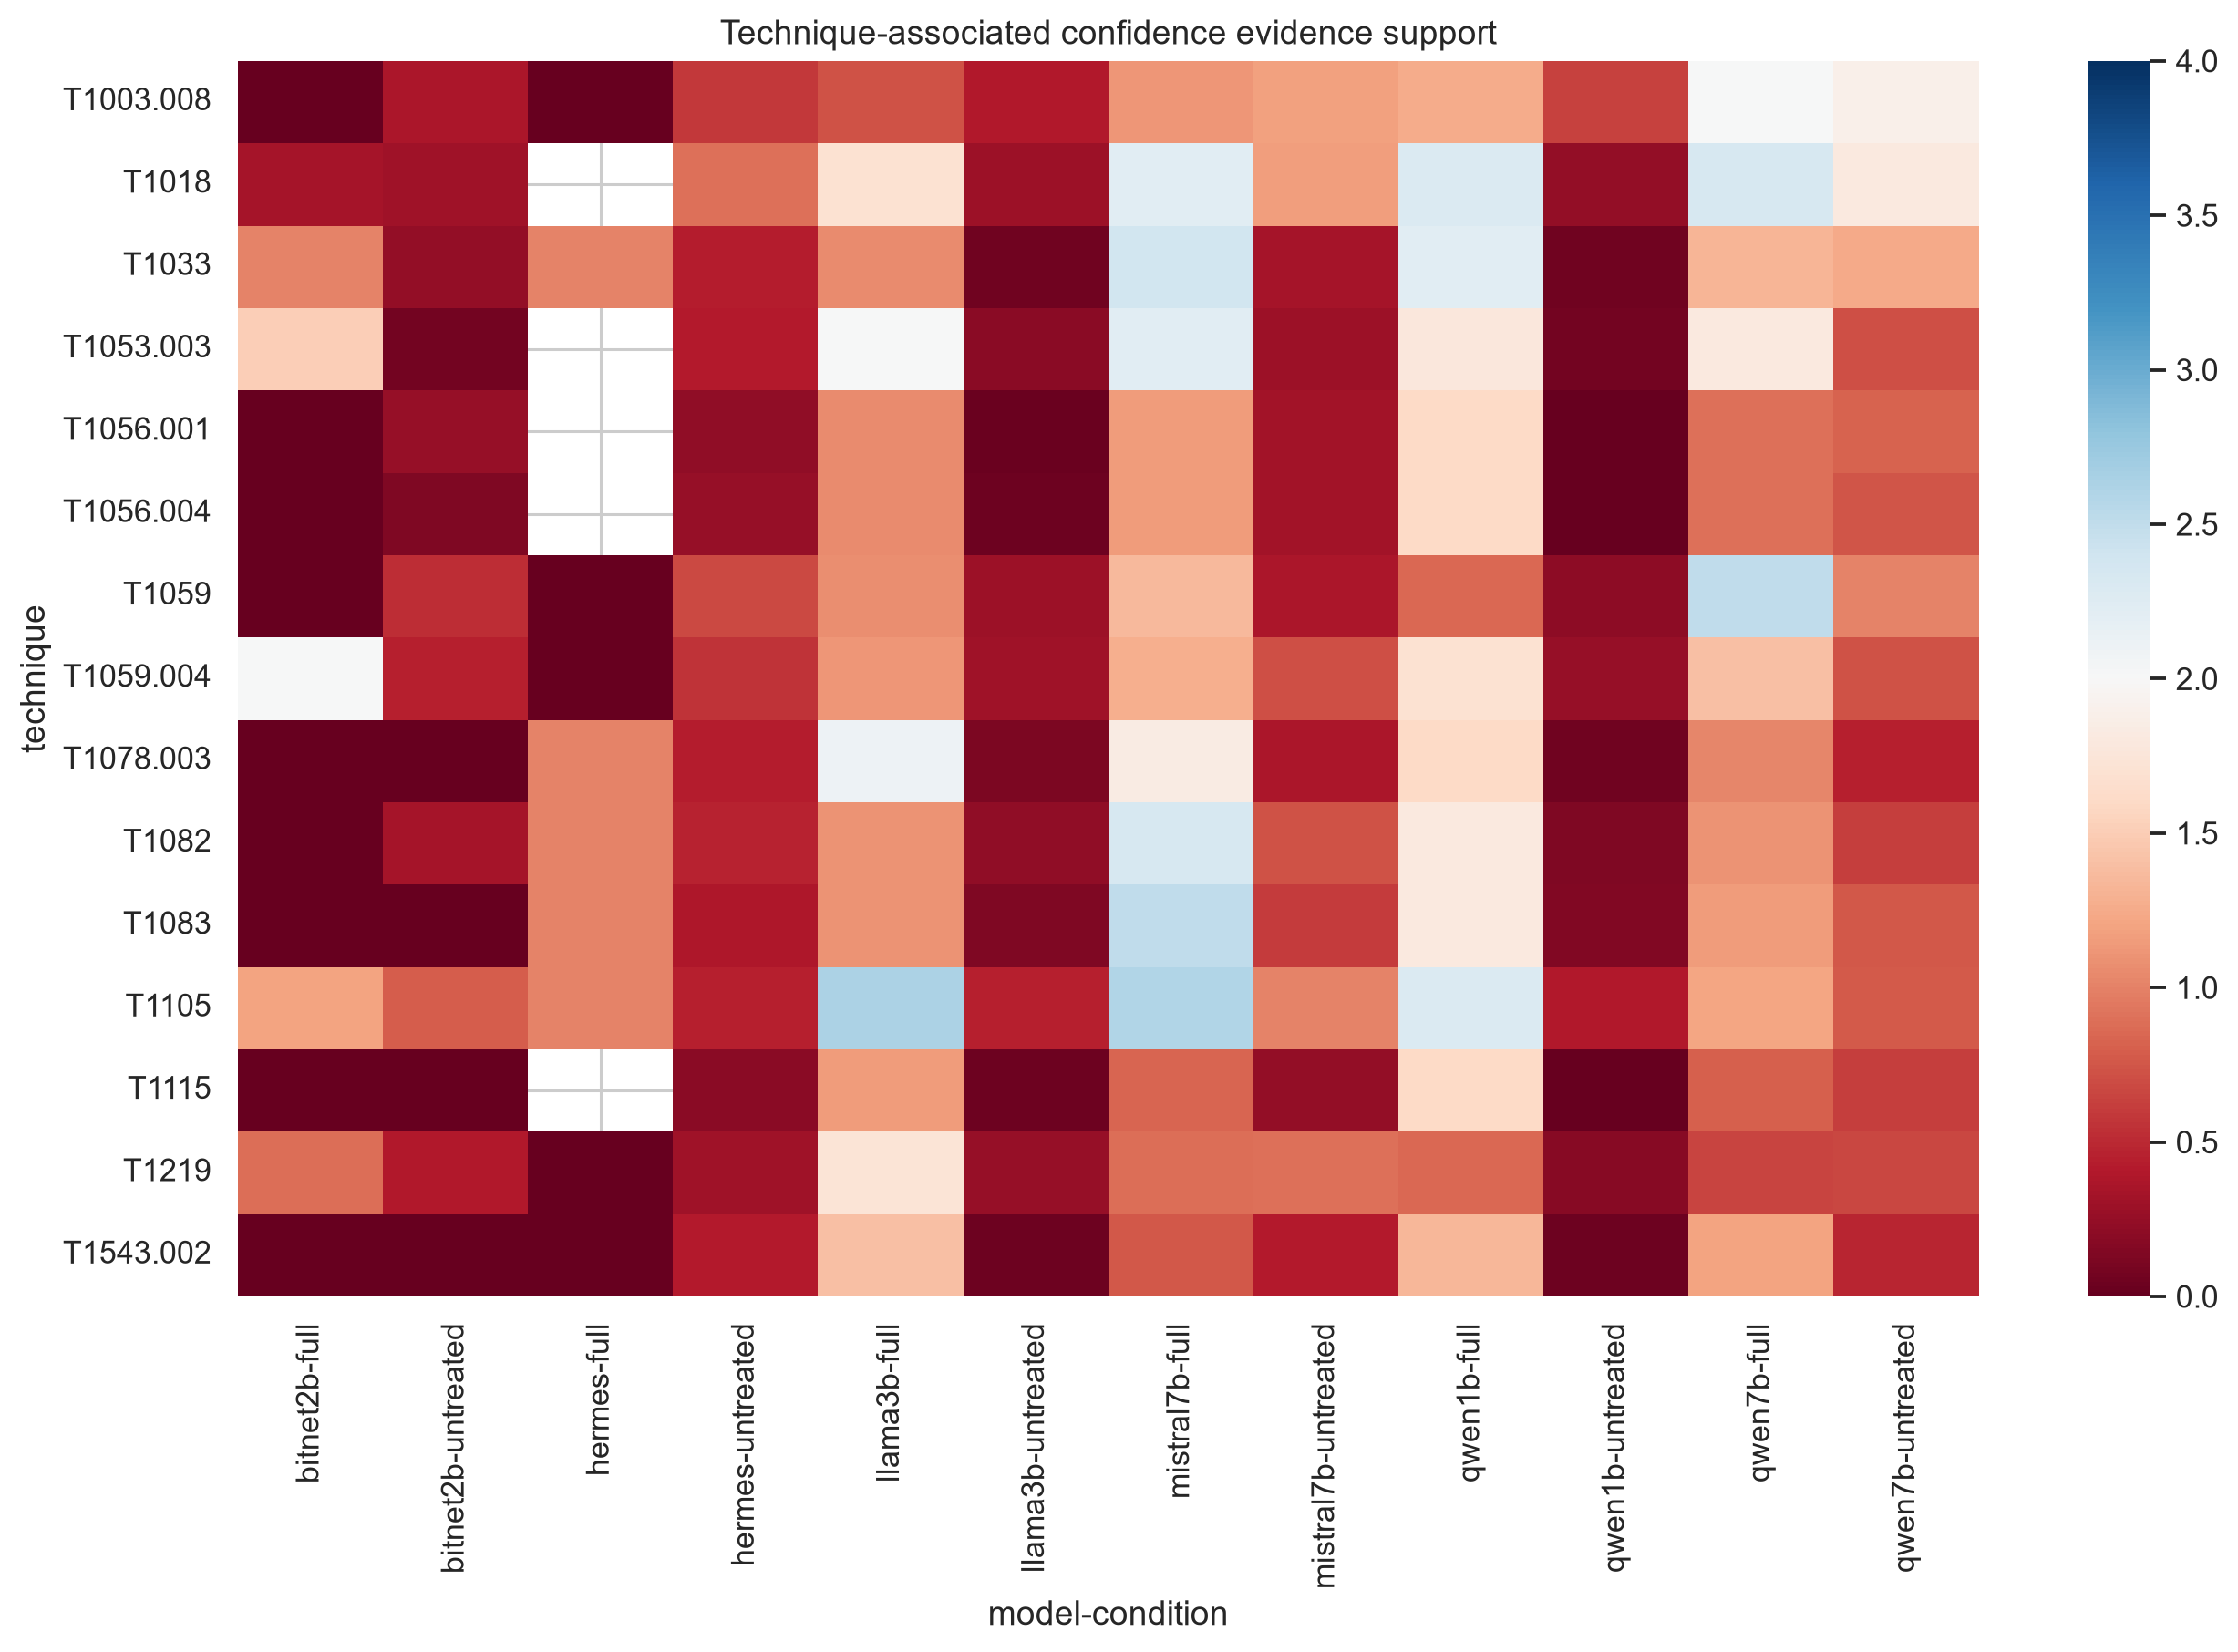 Technique-associated confidence evidence support
technique
T1003.008
T1018
T1033
T1053.003
T1056.001
T1056.004
T1059
T1059.004
T1078.003
T1082
T1083
T1105
T1115
T1219
T1543.002
4.0
3.5
3.0
2.5
2.0
1.5
1.0
0.5
0.0
bitnet2b-full
bitnet2b-untreated
hermes-full
hermes-untreated
llama3b-full
llama3b-untreated
mistral7b-full
mistral7b-untreated
qwen1b-full
qwen1b-untreated
qwen7b-full
qwen7b-untreated
model-condition